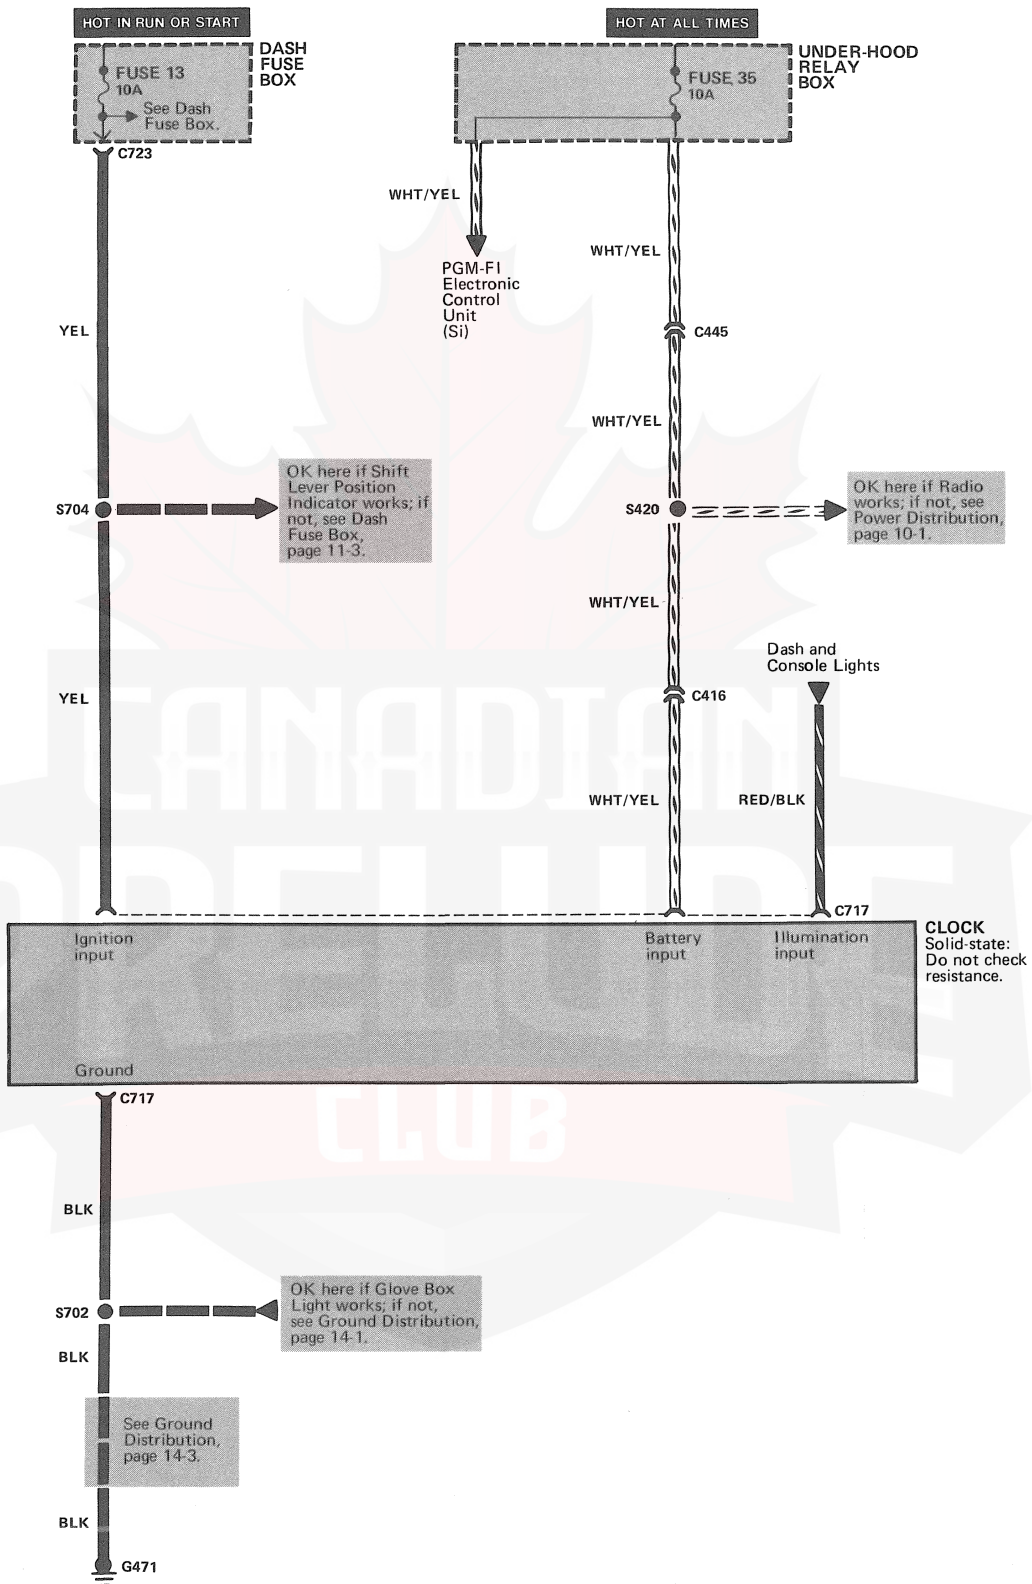 HOT IN RUN OR START
HOT AT ALL TIMES
DASH
FUSE
BOX
FUSE 13
10A
See Dash
Fuse Box.
UNDER-HOOD
RELAY
BOX
FUSE 35
10A
C723
WHT/YEL
WHT/YEL
PGM-FI
Electronic
Control
Unit
(Si)
YEL
C445
WHT/YEL
OK here if Shift
Lever Position
Indicator works; if
not, see Dash
Fuse Box,
page 11-3.
S704
S420
OK here if Radio
works; if not, see
Power Distribution,
page 10-1.
WHT/YEL
Dash and
Console Lights
YEL
C416
WHT/YEL
RED/BLK
CANADIAN
PRELUDE
CLUB
C717
CLOCK
Solid-state:
Do not check
resistance.
Ignition
input
Battery
input
Illumination
input
Ground
C717
BLK
S702
OK here if Glove Box
Light works; if not,
see Ground Distribution,
page 14-1.
BLK
See Ground
Distribution,
page 14-3.
BLK
G471